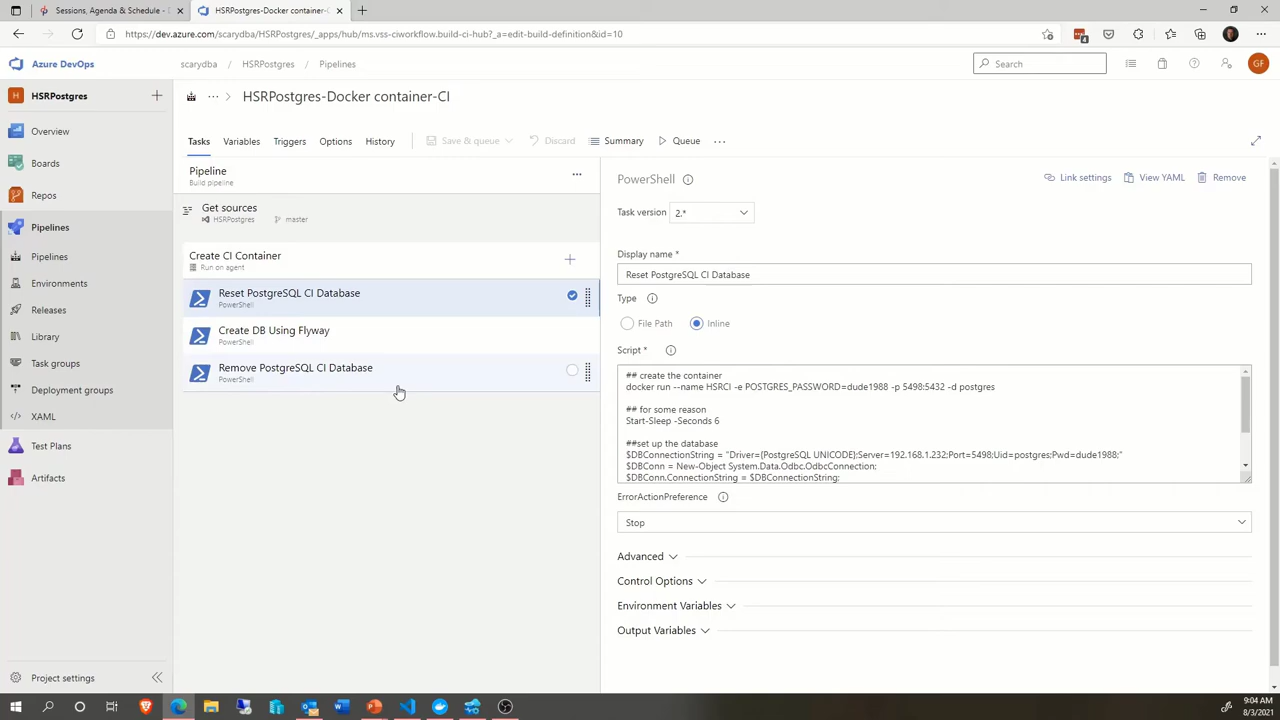 Sessions, Agenda & Schedule -
HSRPostgres-Docker container-C
https://dev.azure.com/scarydba/HSRPostgres/_apps/hub/ms.vss-ciworkflow.build-ci-hub?_a=edit-build-definition&id=10
4
Azure DevOps
scarydba
HSRPostgres
Pipelines
Search
GF
H
HSRPostgres
Overview
Boards
Repos
Pipelines
Pipelines
Environments
Releases
Library
Task groups
Deployment groups
XAML
Test Plans
Artifacts
Project settings
HSRPostgres-Docker container-CI
Tasks
Variables
Triggers
Options
History
Save & queue
Discard
Summary
Queue
Pipeline
Build pipeline
Get sources
HSRPostgres
master
Create CI Container
Run on agent
Reset PostgreSQL CI Database
PowerShell
Create DB Using Flyway
PowerShell
Remove PostgreSQL CI Database
PowerShell
PowerShell
Link settings
View YAML
Remove
Task version
2.*
Display name *
Reset PostgreSQL CI Database
Type
File Path
Inline
Script *
## create the container
docker run --name HSRCI -e POSTGRES_PASSWORD=dude1988 -p 5498:5432 -d postgres
## for some reason
Start-Sleep -Seconds 6
##set up the database
$DBConnectionString = "Driver={PostgreSQL UNICODE};Server=192.168.1.232;Port=5498;Uid=postgres;Pwd=dude1988;"
$DBConn = New-Object System.Data.Odbc.OdbcConnection;
$DBConn.ConnectionString = $DBConnectionString;
ErrorActionPreference
Stop
Advanced
Control Options
Environment Variables
Output Variables
9:04 AM
8/3/2021